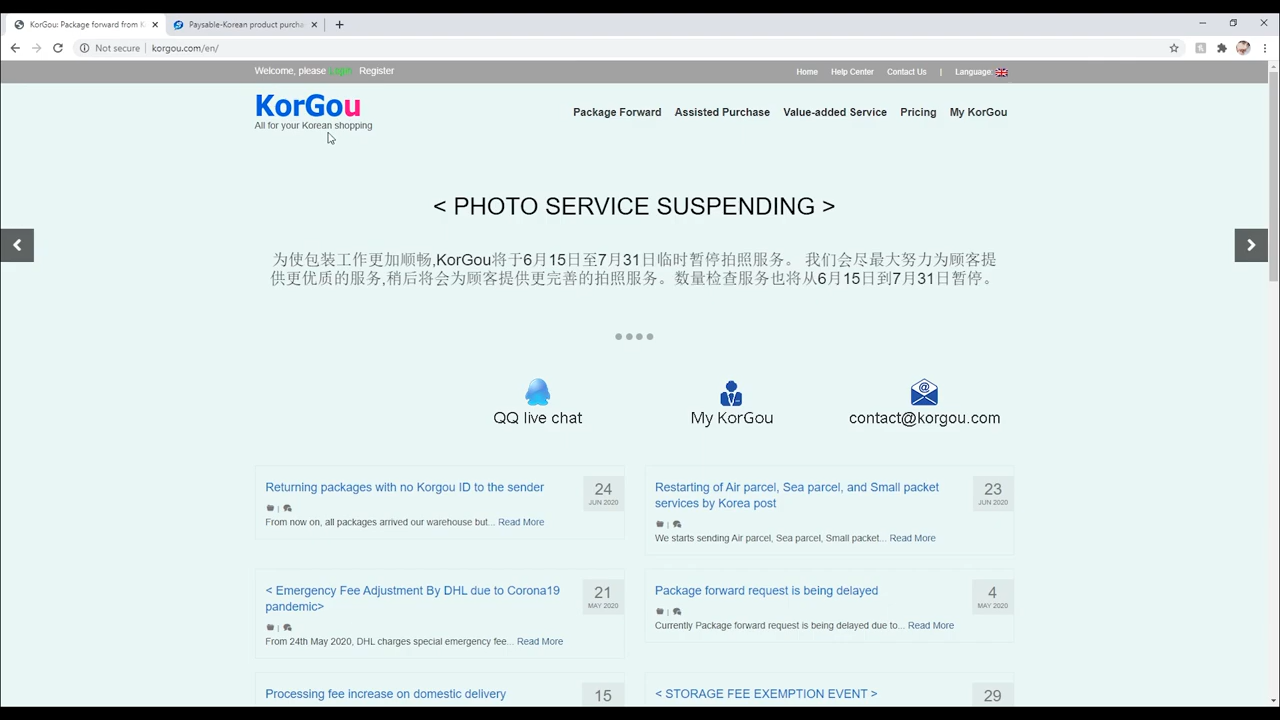 KorGou: Package forward from K
Paysable-Korean product purcha
Not secure
korgou.com/en/
Welcome, please Login Register
Home
Help Center
Contact Us
|
Language:
KorGou
All for your Korean shopping
Package Forward
Assisted Purchase
Value-added Service
Pricing
My KorGou
< PHOTO SERVICE SUSPENDING >
为使包装工作更加顺畅,KorGou将于6月15日至7月31日临时暂停拍照服务。 我们会尽最大努力为顾客提
供更优质的服务,稍后将会为顾客提供更完善的拍照服务。数量检查服务也将从6月15日到7月31日暂停。
QQ live chat
My KorGou
contact@korgou.com
Returning packages with no Korgou ID to the sender
24
JUN 2020
From now on, all packages arrived our warehouse but... Read More
Restarting of Air parcel, Sea parcel, and Small packet
services by Korea post
23
JUN 2020
We starts sending Air parcel, Sea parcel, Small packet... Read More
< Emergency Fee Adjustment By DHL due to Corona19
pandemic>
21
MAY 2020
From 24th May 2020, DHL charges special emergency fee... Read More
Package forward request is being delayed
4
MAY 2020
Currently Package forward request is being delayed due to... Read More
Processing fee increase on domestic delivery
15
< STORAGE FEE EXEMPTION EVENT >
29